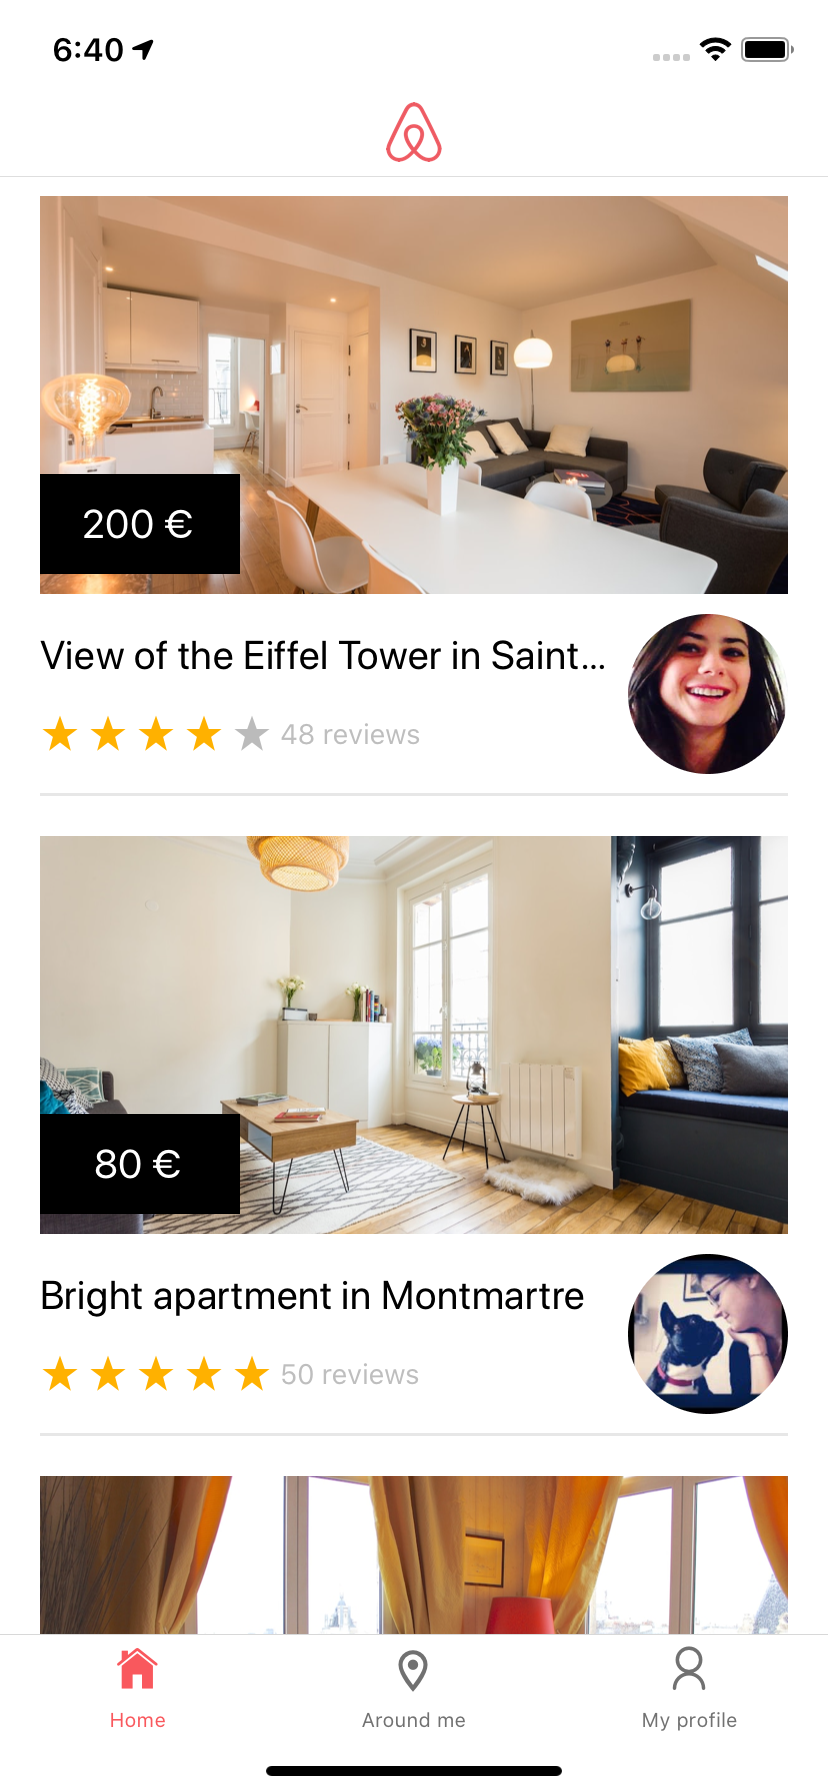 6:40
200 €
View of the Eiffel Tower in Saint...
48 reviews
80 €
Bright apartment in Montmartre
50 reviews
Home
Around me
My profile